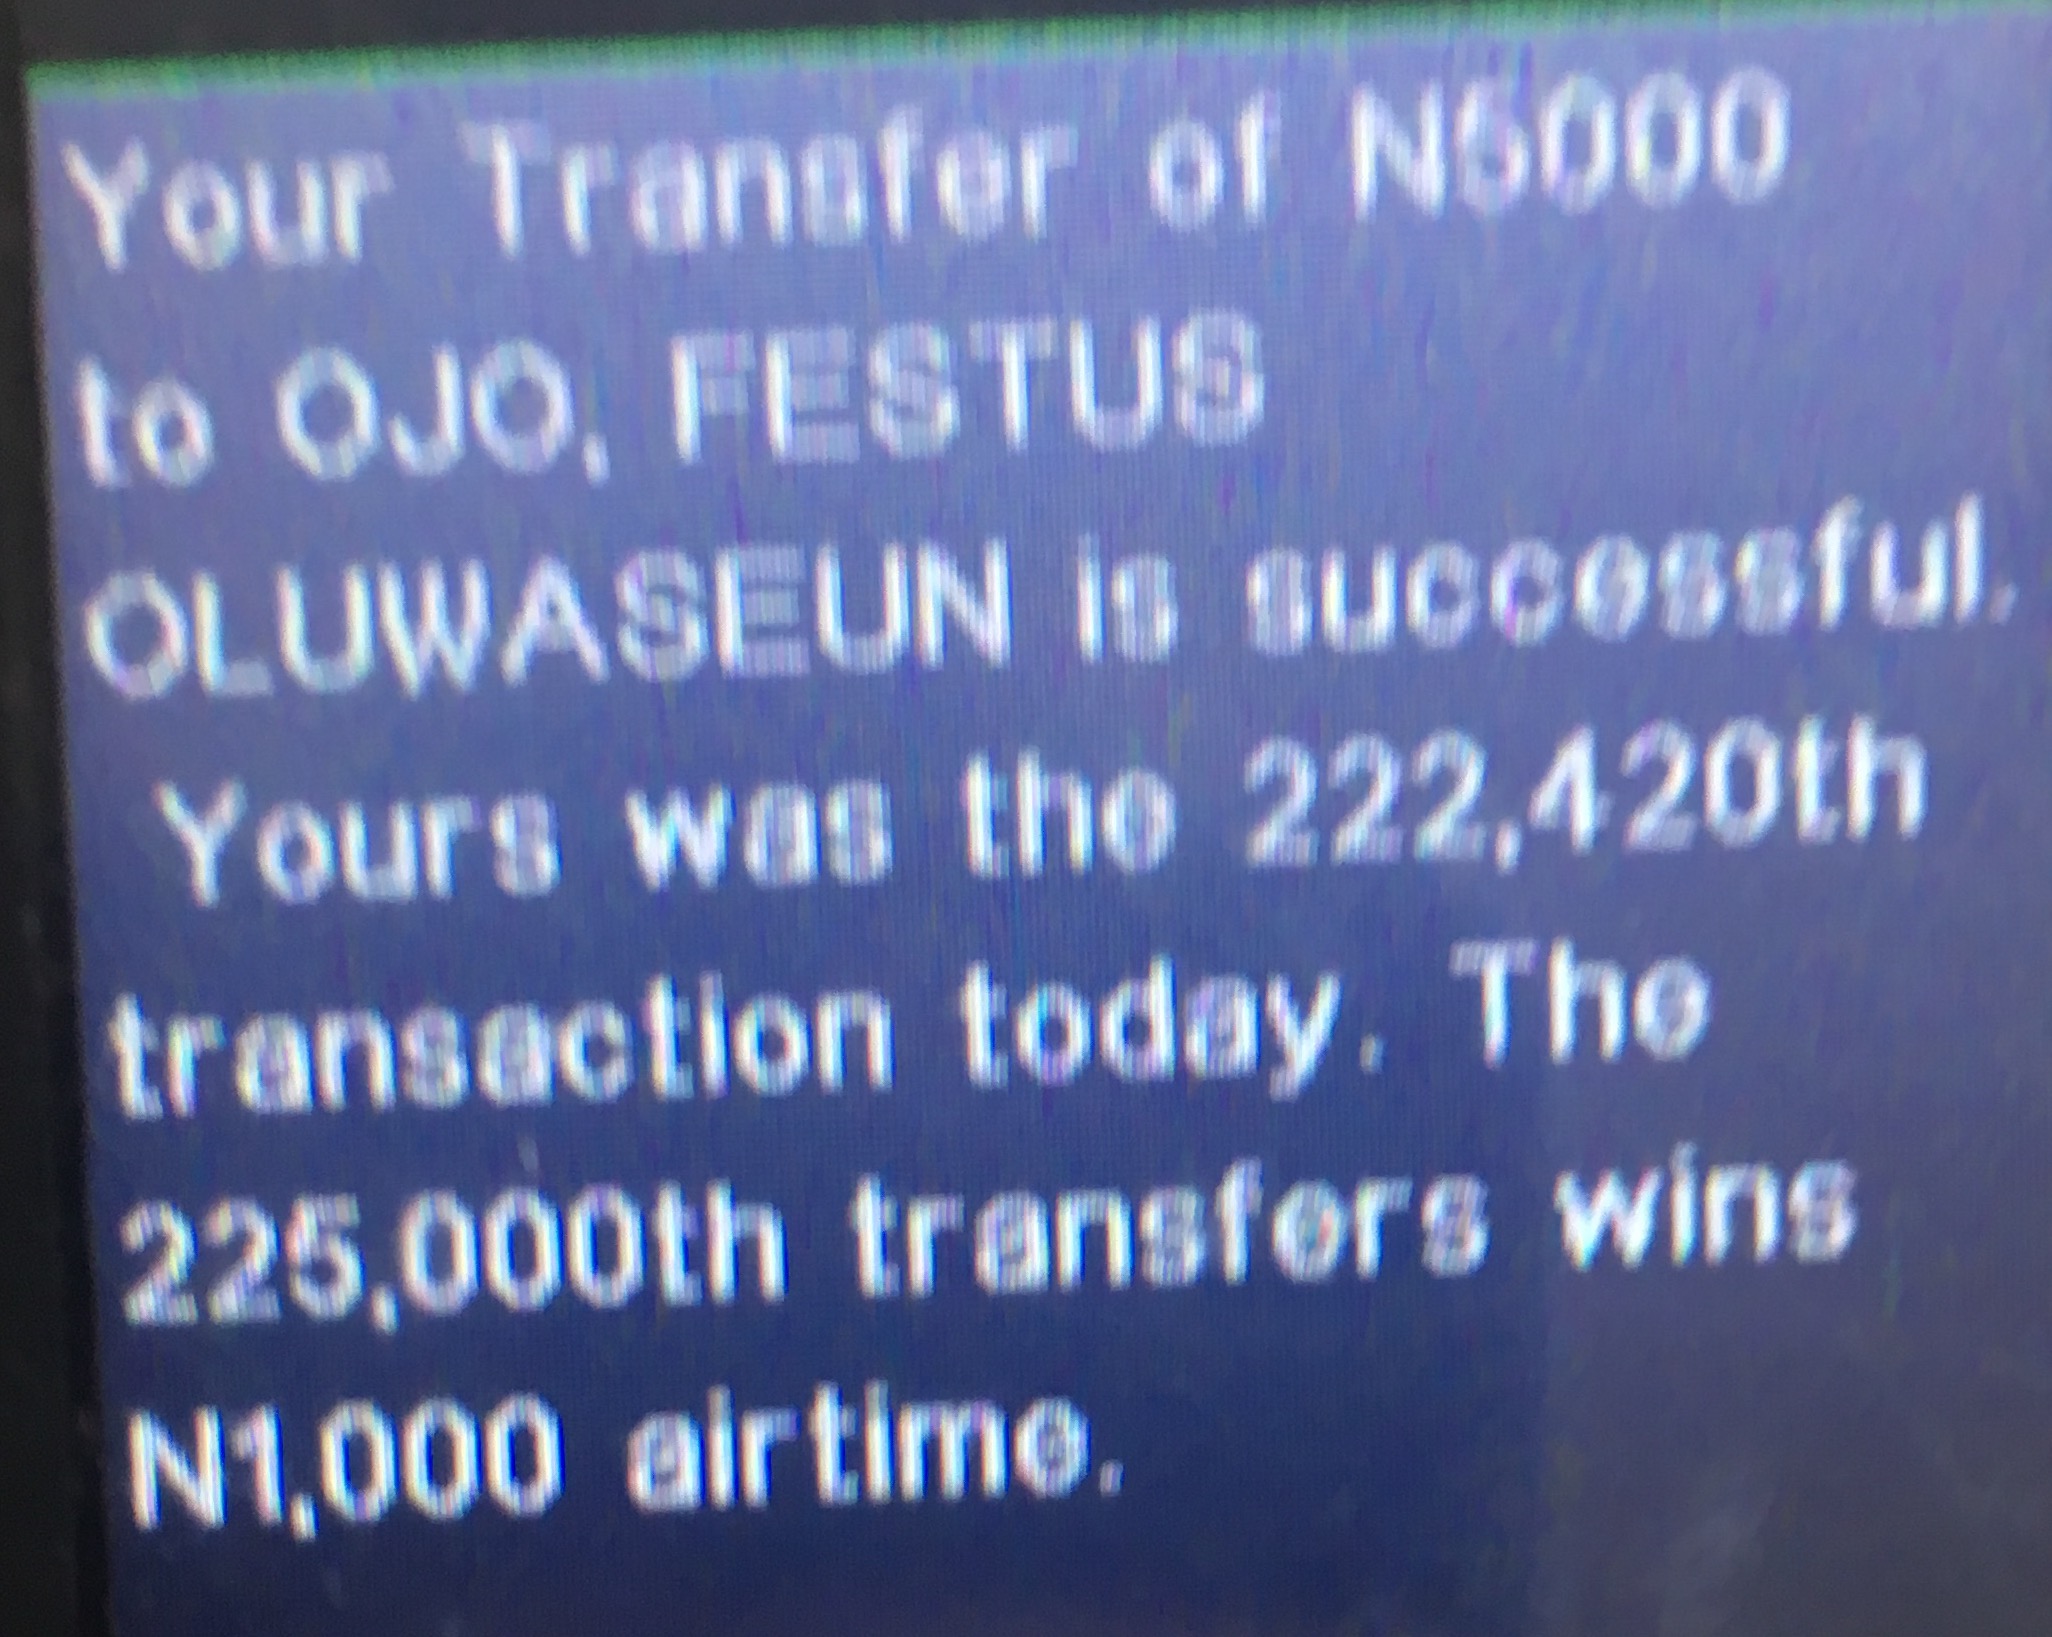 Your Transfer of N5000
to OJO, FESTUS
OLUWASEUN is successful.
Yours was the 222,420th
transaction today. The
225,000th transfers wins
N1,000 airtime.